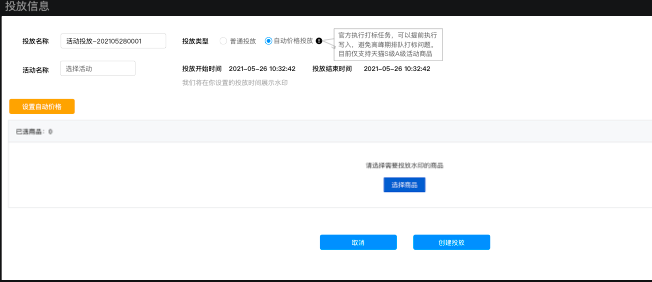 投放信息
投放名称 活动投放-202105280001 投放类型 普通投放 自动价格投放
官方执行打标任务，可以提前执行
写入，避免高峰期排队打标问题。
目前仅支持天猫S级A级活动商品
活动名称 选择活动 投放开始时间 2021-05-26 10:32:42 投放结束时间 2021-05-26 10:32:42
我们将在你设置的投放时间展示水印
设置自动价格
已选商品：0
请选择需要投放水印的商品
选择商品
取消 创建投放